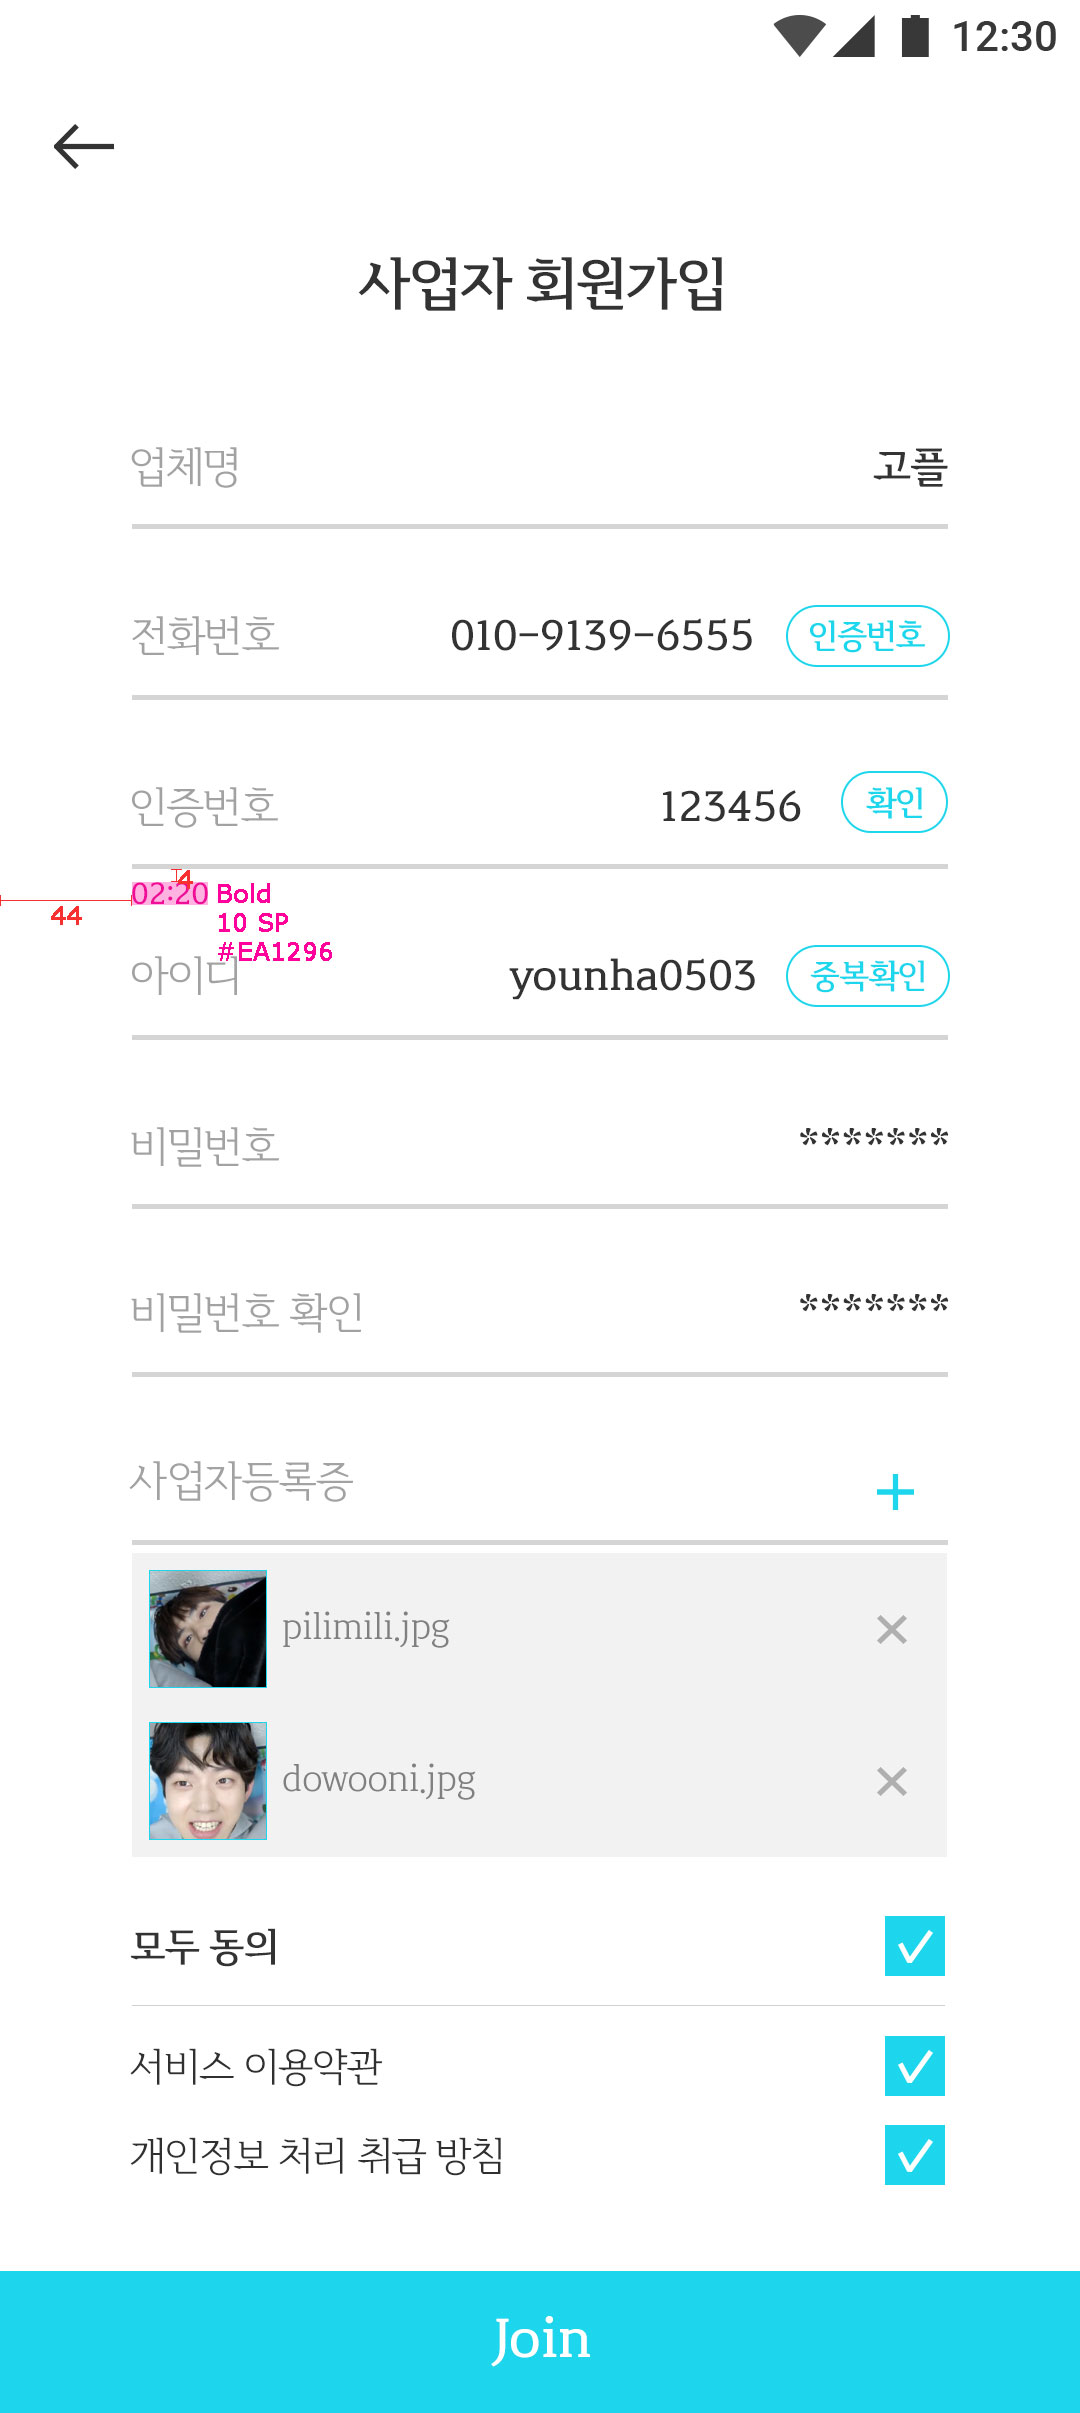 12:30
사업자 회원가입
업체명 고플
전화번호 010-9139-6555 인증번호
인증번호 123456 확인
4
02:20 Bold
44 10 SP
#EA1296
아이디 younha0503 중복확인
비밀번호 *******
비밀번호 확인 *******
사업자등록증 +
pilimili.jpg
dowooni.jpg
모두 동의
서비스 이용약관
개인정보 처리 취급 방침
Join